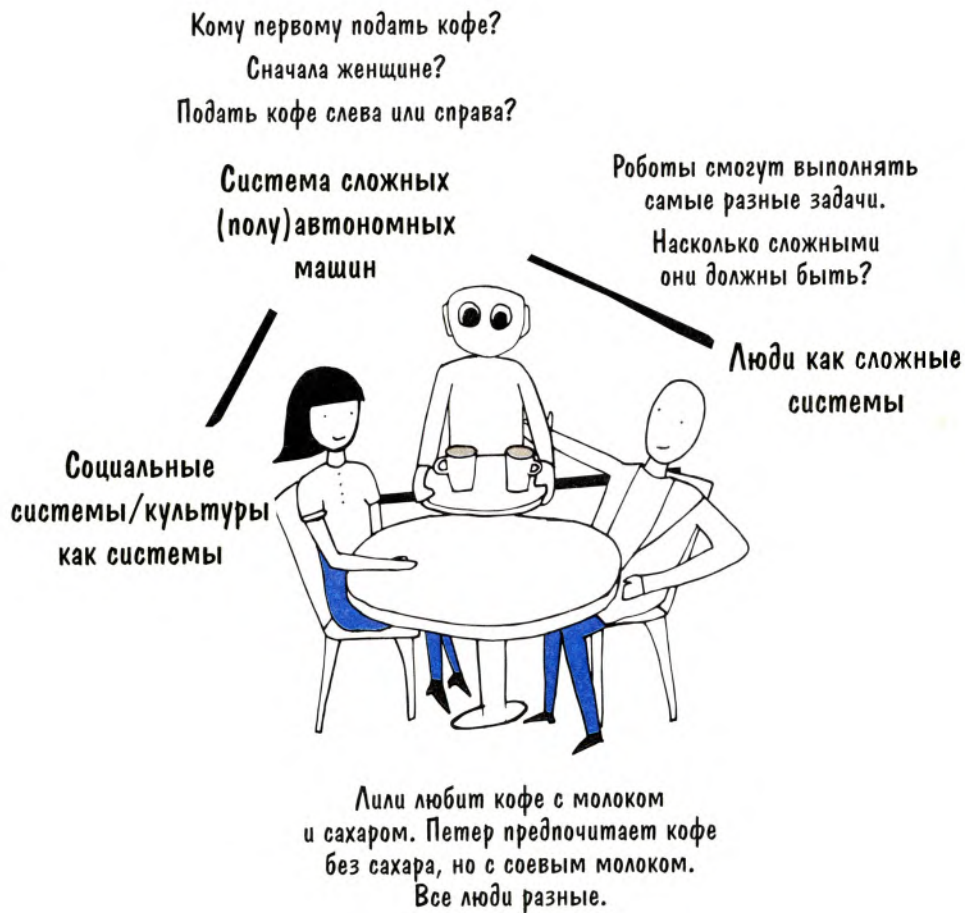 Кому первому подать кофе?
Сначала женщине?
Подать кофе слева или справа?
Система сложных
(полу)автономных
машин
Роботы смогут выполнять
самые разные задачи.
Насколько сложными
они должны быть?
Люди как сложные
системы
Социальные
системы/культуры
как системы
Лили любит кофе с молоком
и сахаром. Петер предпочитает кофе
без сахара, но с соевым молоком.
Все люди разные.